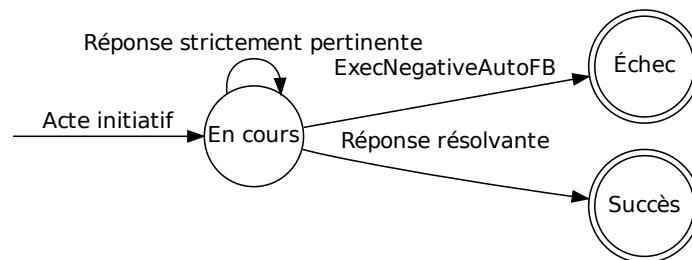 Réponse strictement pertinente
ExecNegativeAutoFB
Échec
Acte initiatif
En cours
Réponse résolvante
Succès